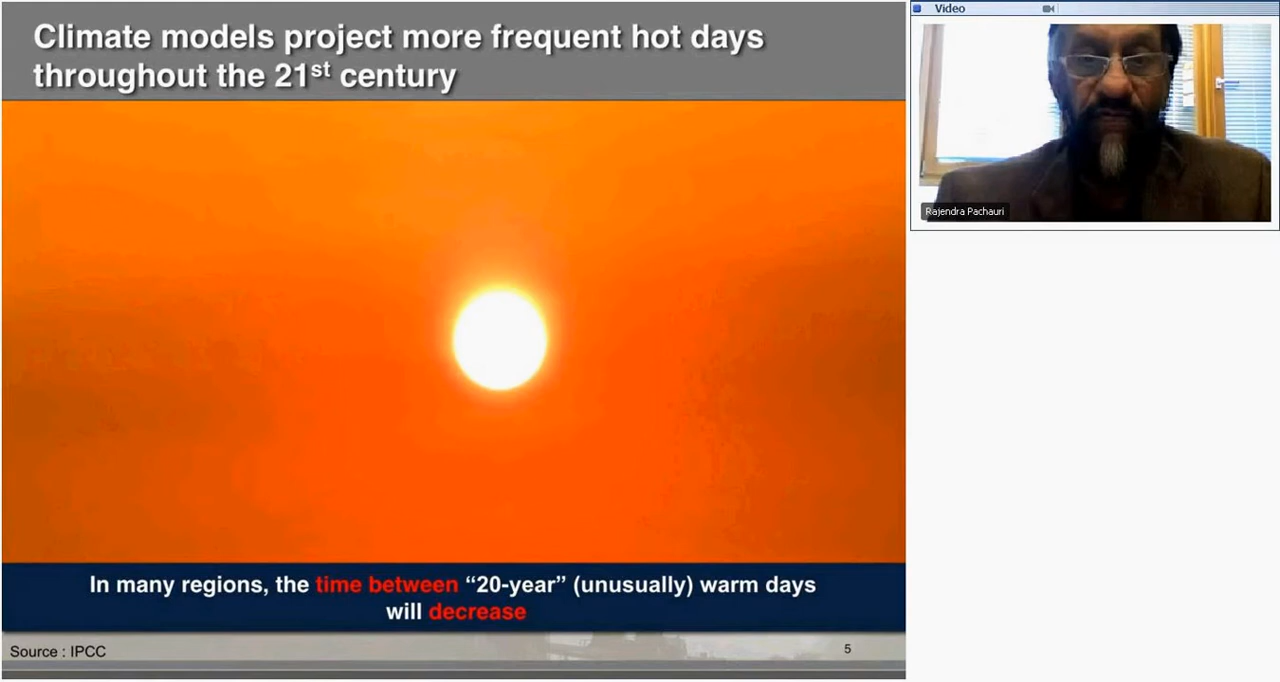 Climate models project more frequent hot days
throughout the 21st century
In many regions, the time between “20-year” (unusually) warm days
will decrease
Source : IPCC
5
Video
Rajendra Pachauri